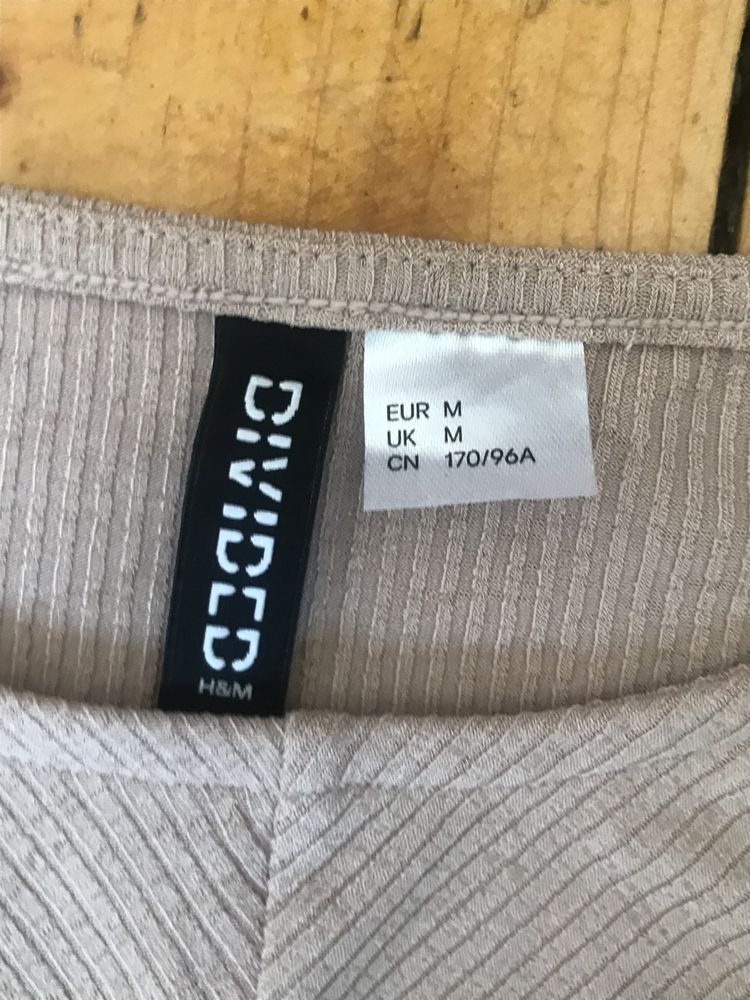 DIVIDED
H&M
EUR M
UK M
CN 170/96A